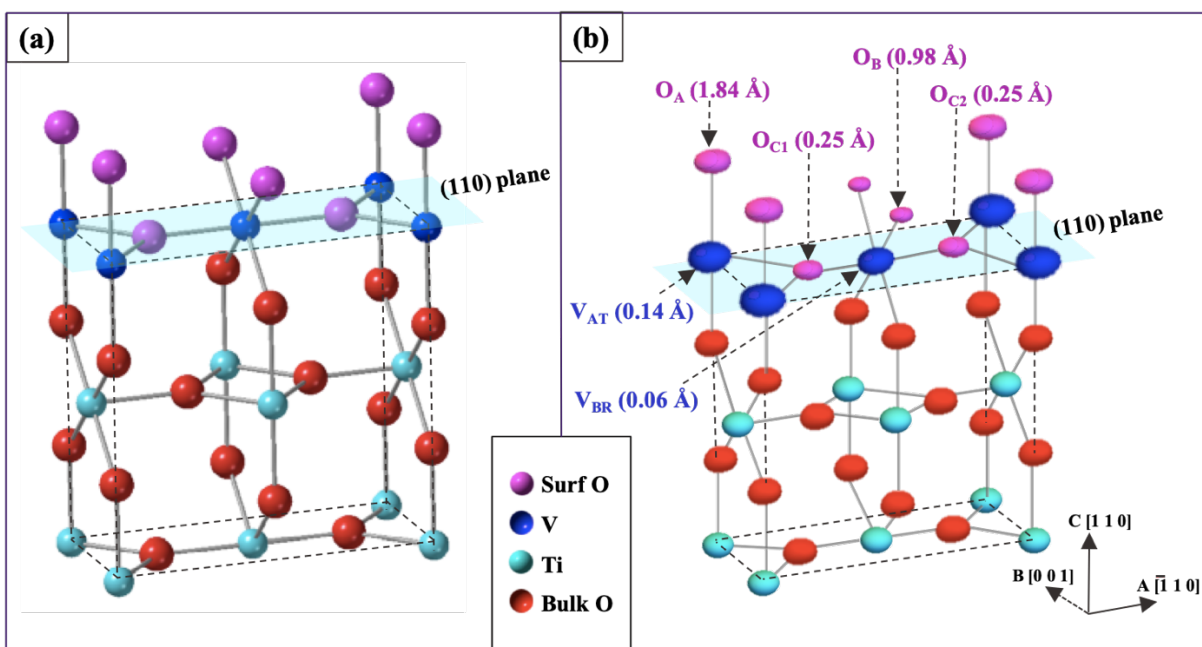 (a)
(110) plane
Surf O
V
Ti
Bulk O
(b)
O_B (0.98 Å)
O_A (1.84 Å)
O_C2 (0.25 Å)
O_C1 (0.25 Å)
(110) plane
V_AT (0.14 Å)
V_BR (0.06 Å)
C [1 1 0]
B [0 0 1]
A [1̅ 1 0]